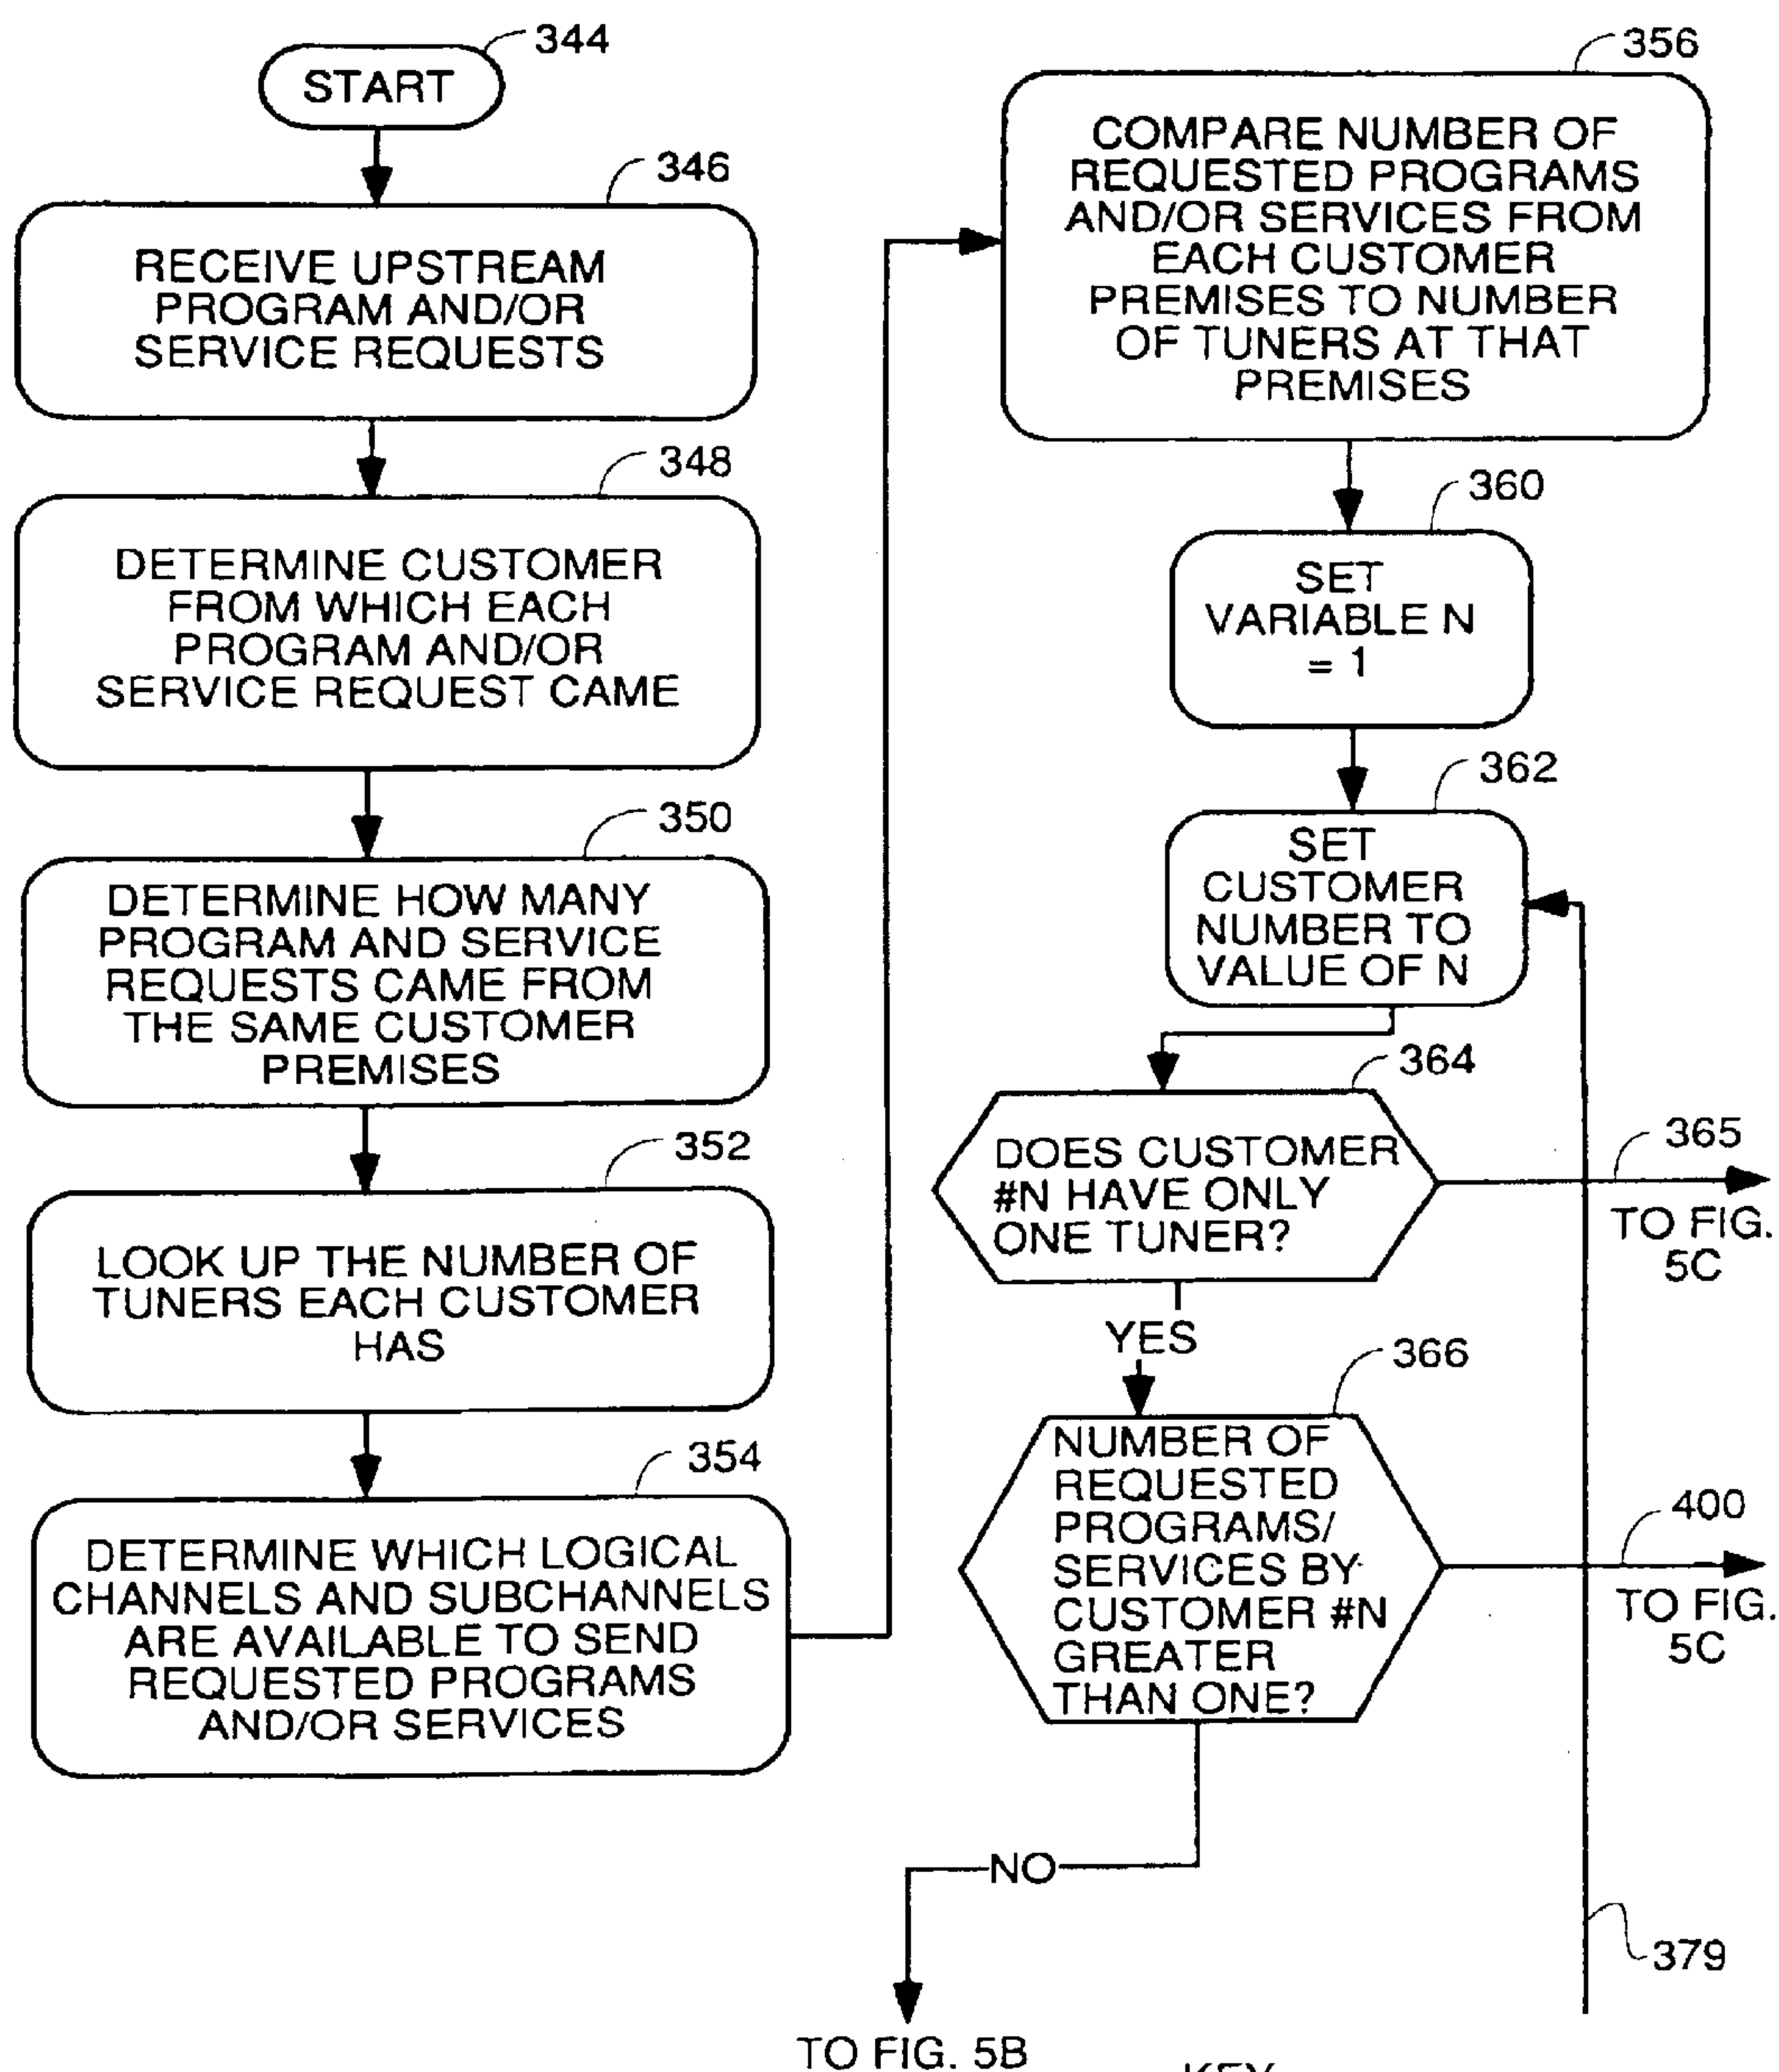 344
START
346
RECEIVE UPSTREAM
PROGRAM AND/OR
SERVICE REQUESTS
348
DETERMINE CUSTOMER
FROM WHICH EACH
PROGRAM AND/OR
SERVICE REQUEST CAME
350
DETERMINE HOW MANY
PROGRAM AND SERVICE
REQUESTS CAME FROM
THE SAME CUSTOMER
PREMISES
352
LOOK UP THE NUMBER OF
TUNERS EACH CUSTOMER
HAS
354
DETERMINE WHICH LOGICAL
CHANNELS AND SUBCHANNELS
ARE AVAILABLE TO SEND
REQUESTED PROGRAMS
AND/OR SERVICES
356
COMPARE NUMBER OF
REQUESTED PROGRAMS
AND/OR SERVICES FROM
EACH CUSTOMER
PREMISES TO NUMBER
OF TUNERS AT THAT
PREMISES
360
SET
VARIABLE N
= 1
362
SET
CUSTOMER
NUMBER TO
VALUE OF N
364
DOES CUSTOMER
#N HAVE ONLY
ONE TUNER?
365
TO FIG.
5C
YES
366
NUMBER OF
REQUESTED
PROGRAMS/
SERVICES BY
CUSTOMER #N
GREATER
THAN ONE?
400
TO FIG.
5C
NO
379
TO FIG. 5B
KEY